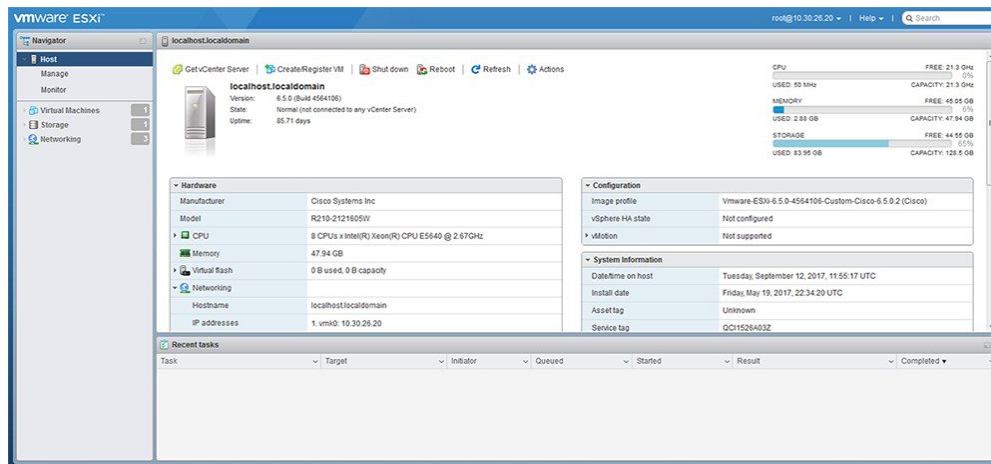 vmware ESXi™
root@10.30.26.20
Help
Search
Navigator
localhost.localdomain
Host
Manage
Monitor
Virtual Machines 1
Storage 1
Networking 3
Get vCenter Server
Create/Register VM
Shut down
Reboot
Refresh
Actions
localhost.localdomain
Version: 6.5.0 (Build 4564106)
State: Normal (not connected to any vCenter Server)
Uptime: 85.71 days
CPU FREE: 21.3 GHz
0%
USED: 50 MHz CAPACITY: 21.3 GHz
MEMORY FREE: 45.05 GB
6%
USED: 2.88 GB CAPACITY: 47.94 GB
STORAGE FREE: 44.55 GB
65%
USED: 83.95 GB CAPACITY: 128.5 GB
Hardware
Manufacturer Cisco Systems Inc
Model R210-2121605W
CPU 8 CPUs x Intel(R) Xeon(R) CPU E5640 @ 2.67GHz
Memory 47.94 GB
Virtual flash 0 B used, 0 B capacity
Networking
Hostname localhost.localdomain
IP addresses 1. vmk0: 10.30.26.20
Configuration
Image profile Vmware-ESXi-6.5.0-4564106-Custom-Cisco-6.5.0.2 (Cisco)
vSphere HA state Not configured
vMotion Not supported
System Information
Date/time on host Tuesday, September 12, 2017, 11:55:17 UTC
Install date Friday, May 19, 2017, 22:34:20 UTC
Asset tag Unknown
Service tag QCI1526A03Z
Recent tasks
Task Target Initiator Queued Started Result Completed